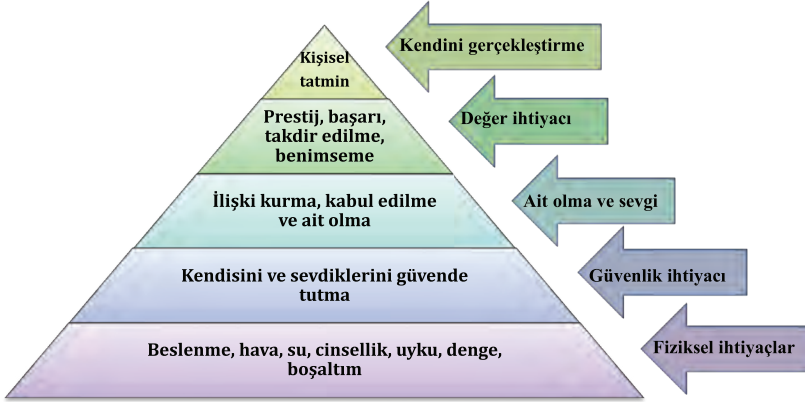 Kişisel
tatmin
Kendini gerçekleştirme
Prestij, başarı,
takdir edilme,
benimseme
Değer ihtiyacı
İlişki kurma, kabul edilme
ve ait olma
Ait olma ve sevgi
Kendisini ve sevdiklerini güvende
tutma
Güvenlik ihtiyacı
Beslenme, hava, su, cinsellik, uyku, denge,
boşaltım
Fiziksel ihtiyaçlar